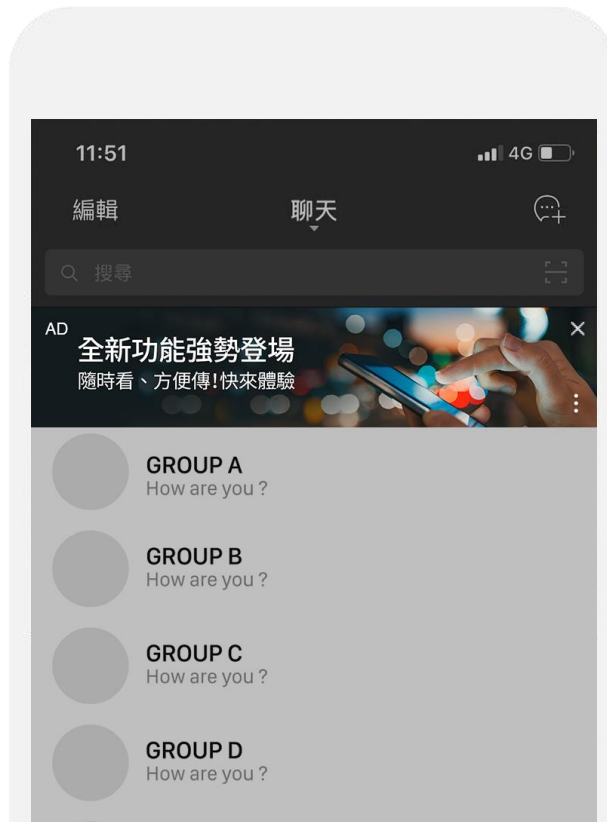 11:51
4G
編輯
聊天
搜尋
AD
全新功能強勢登場
隨時看、方便傳!快來體驗
GROUP A
How are you ?
GROUP B
How are you ?
GROUP C
How are you ?
GROUP D
How are you ?